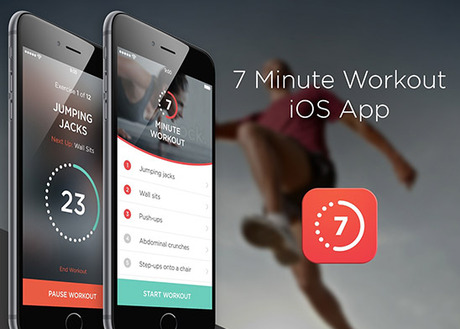 Exercise 1 of 12
JUMPING
JACKS
Next Up: Wall Sits
23
End Workout
PAUSE WORKOUT
7
MINUTE
WORKOUT
1 Jumping jacks
2 Wall sits
3 Push-ups
4 Abdominal crunches
5 Step-ups onto a chair
START WORKOUT
7 Minute Workout
iOS App
7